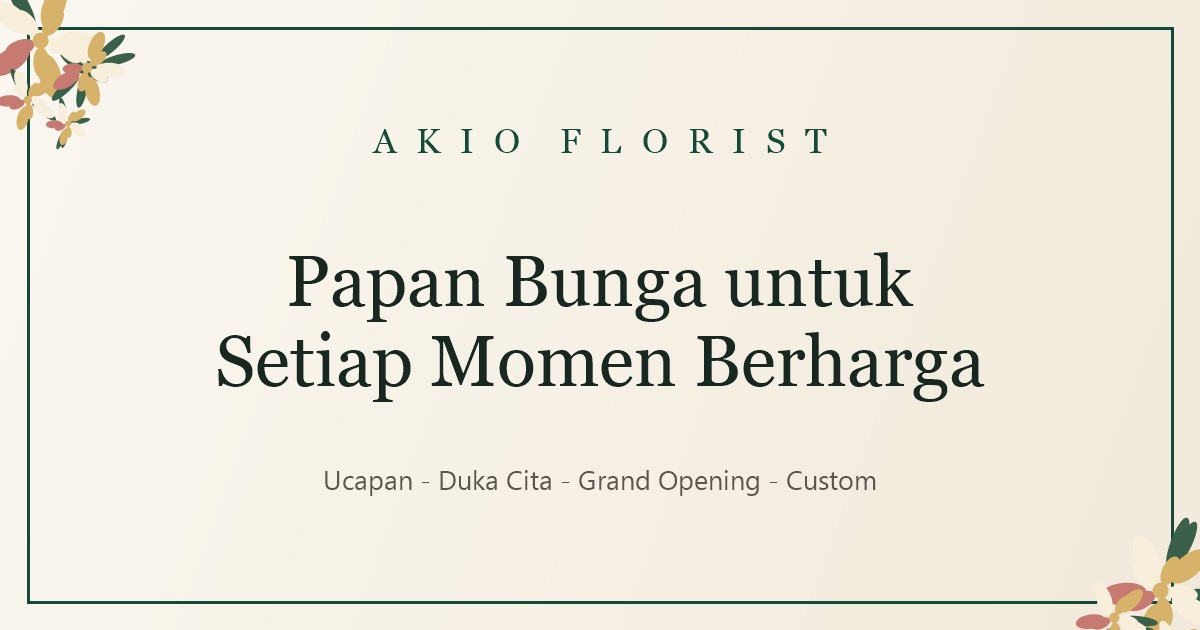 AKIO FLORIST
Papan Bunga untuk
Setiap Momen Berharga
Ucapan - Duka Cita - Grand Opening - Custom